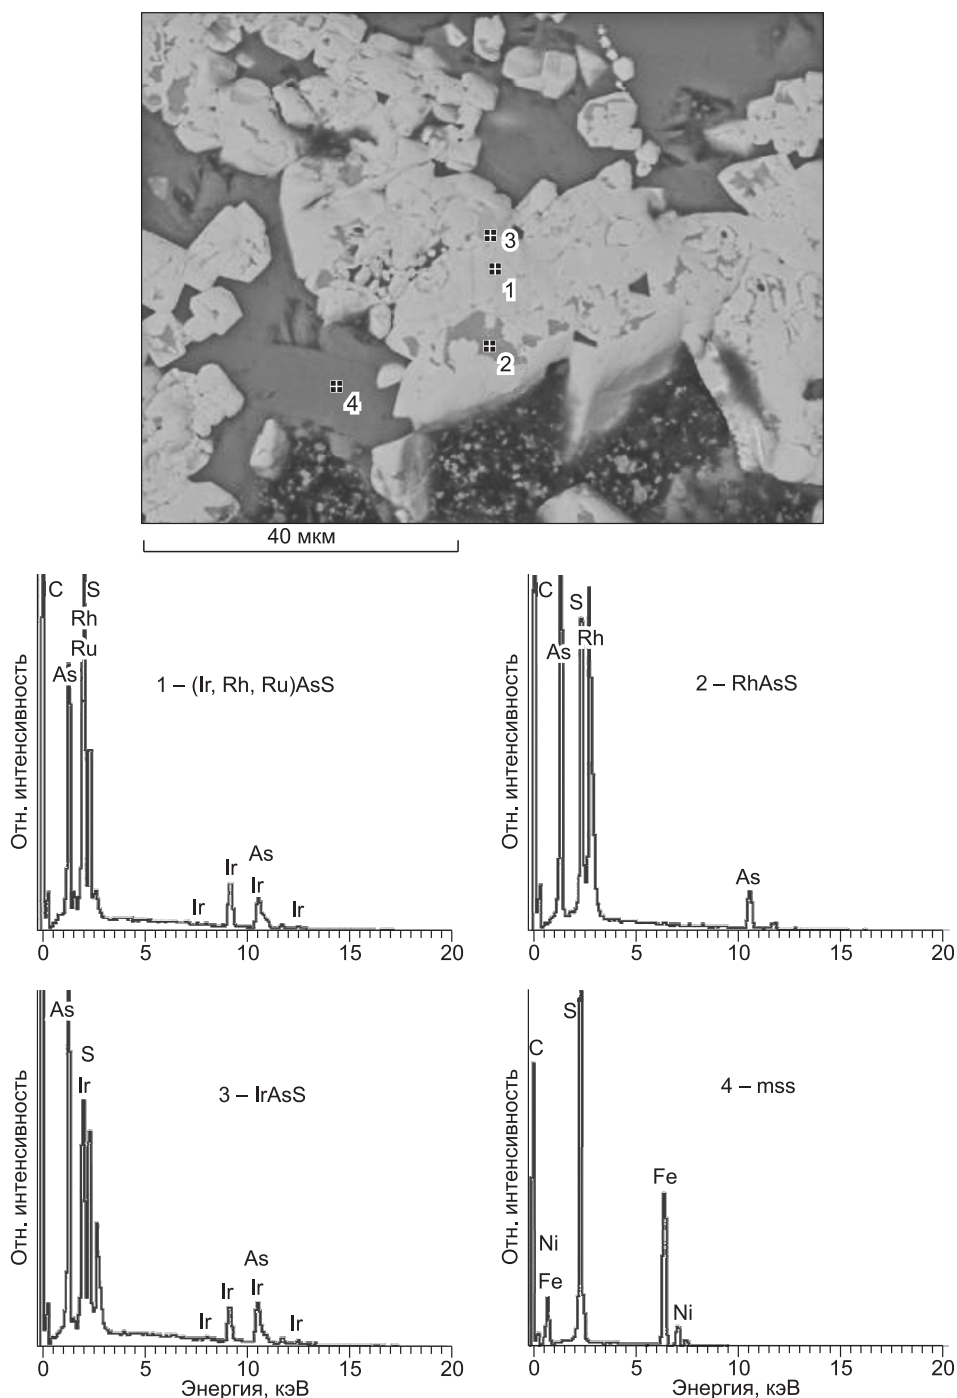 3
1
2
4
40 мкм
Отн. интенсивность
C
S
Rh
Ru
As
1 – (Ir, Rh, Ru)AsS
As
Ir
Ir
Ir
Ir
0
5
10
15
20
Отн. интенсивность
C
S
As
Rh
2 – RhAsS
As
0
5
10
15
20
Отн. интенсивность
As
S
Ir
3 – IrAsS
As
Ir
Ir
Ir
Ir
0
5
10
15
20
Энергия, кэВ
Отн. интенсивность
S
C
4 – mss
Fe
Ni
Fe
Ni
0
5
10
15
20
Энергия, кэВ